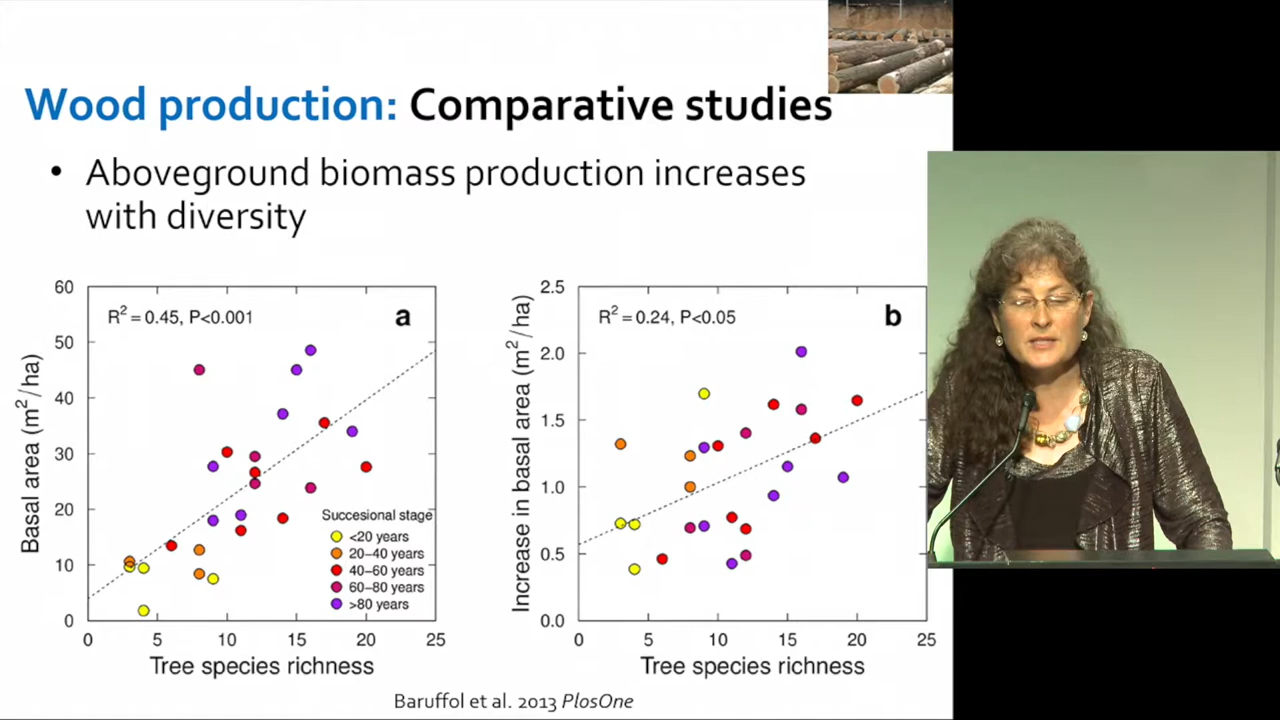 Wood production: Comparative studies
• Aboveground biomass production increases
with diversity
60
50
40
30
20
10
0
Basal area (m²/ha)
R² = 0.45, P<0.001
a
Succesional stage
<20 years
20–40 years
40–60 years
60–80 years
>80 years
0 5 10 15 20 25
Tree species richness
2.5
2.0
1.5
1.0
0.5
0.0
Increase in basal area (m²/ha)
R² = 0.24, P<0.05
b
0 5 10 15 20 25
Tree species richness
Baruffol et al. 2013 PlosOne